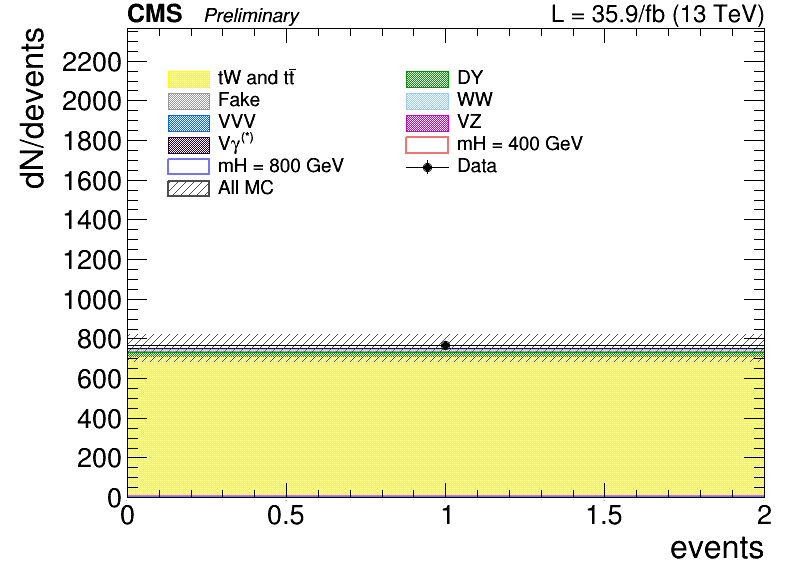 CMS Preliminary L = 35.9/fb (13 TeV)
dN/devents
2200
2000
1800
1600
1400
1200
1000
800
600
400
200
0
tW and tt̄ DY
Fake WW
VVV VZ
Vγ(*) mH = 400 GeV
mH = 800 GeV Data
All MC
0 0.5 1 1.5 2
events